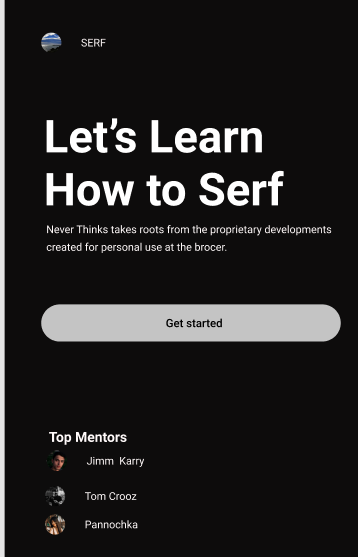 SERF
Let's Learn
How to Serf
Never Thinks takes roots from the proprietary developments
created for personal use at the brocer.
Get started
Top Mentors
Jimm Karry
Tom Crooz
Pannochka